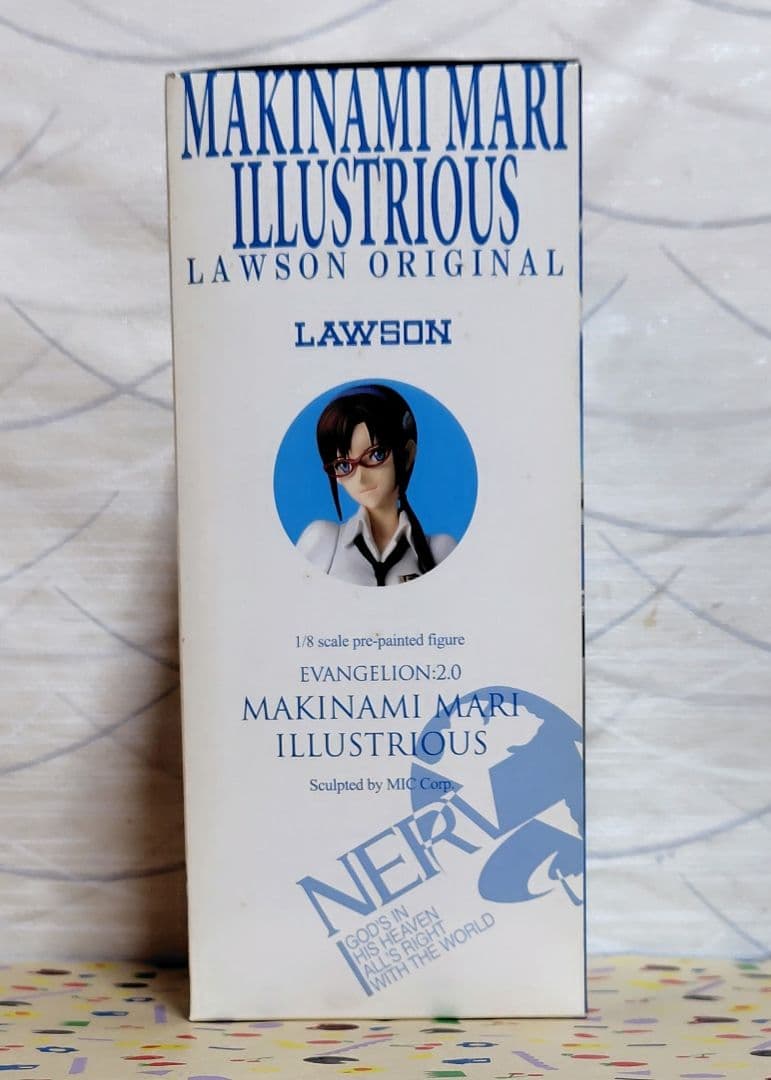 MAKINAMI MARI
ILLUSTRIOUS
LAWSON ORIGINAL
LAWSON
1/8 scale pre-painted figure
EVANGELION:2.0
MAKINAMI MARI
ILLUSTRIOUS
Sculpted by MIC Corp.
NERV
GOD'S IN
HIS HEAVEN
ALL'S RIGHT
WITH THE WORLD